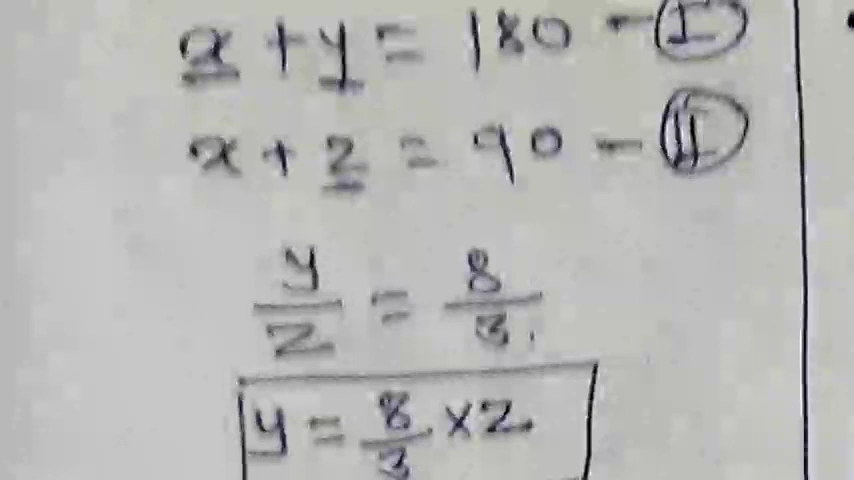 x + y = 180 - I
x + z = 90 - II
y/z = 8/3
y = 8/3 × z